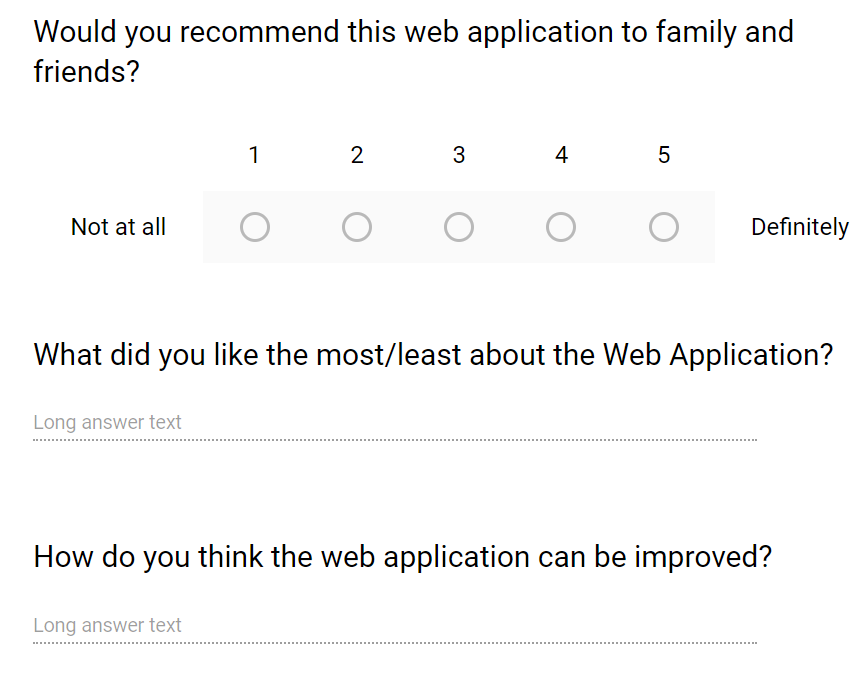 Would you recommend this web application to family and
friends?
1 2 3 4 5
Not at all Definitely
What did you like the most/least about the Web Application?
Long answer text
How do you think the web application can be improved?
Long answer text